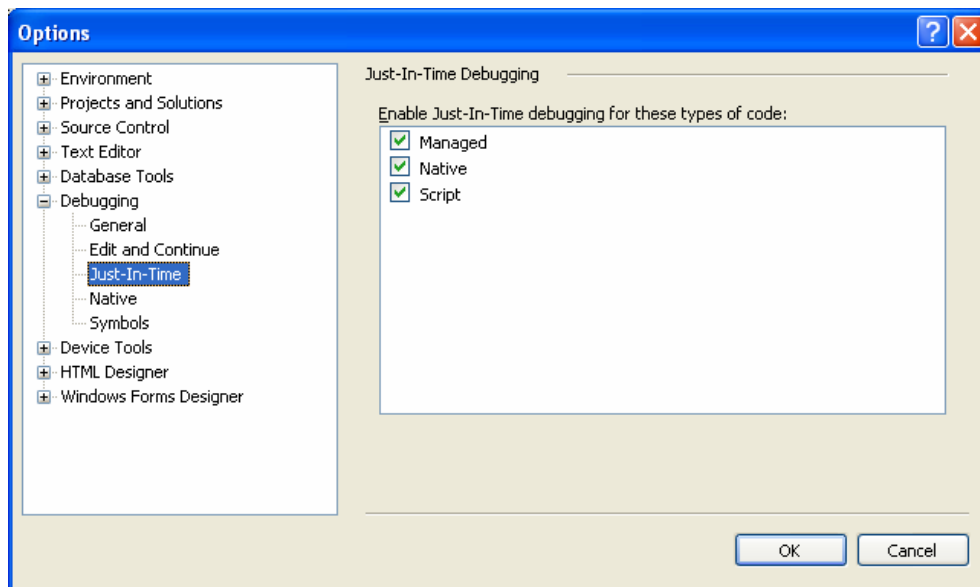 Options
Environment
Projects and Solutions
Source Control
Text Editor
Database Tools
Debugging
General
Edit and Continue
Just-In-Time
Native
Symbols
Device Tools
HTML Designer
Windows Forms Designer
Just-In-Time Debugging
Enable Just-In-Time debugging for these types of code:
Managed
Native
Script
OK
Cancel